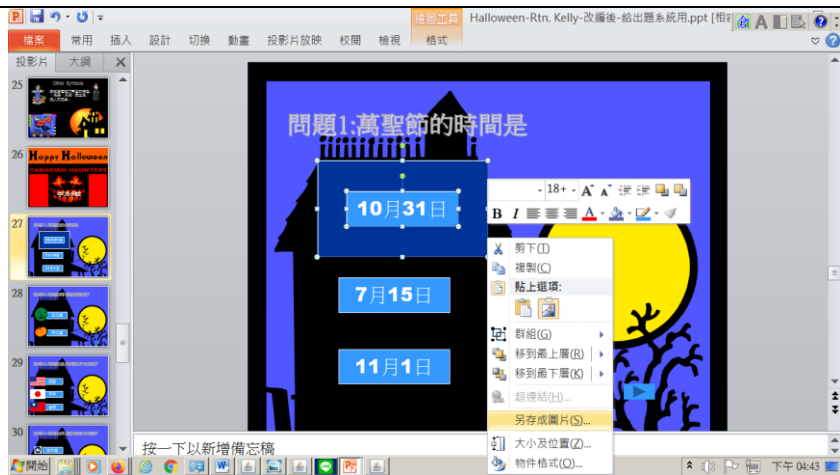 繪圖工具
Halloween-Rtn. Kelly-改編後-給出題系統用.ppt [相
檔案 常用 插入 設計 切換 動畫 投影片放映 校閱 檢視 格式
投影片 大綱
25
Other Symbols
26
Happy Halloween
27
28
29
30
問題1:萬聖節的時間是
10月31日
7月15日
11月1日
18+
B I
剪下(T)
複製(C)
貼上選項:
群組(G)
移到最上層(R)
移到最下層(K)
超連結(H)...
另存成圖片(S)...
大小及位置(Z)...
物件格式(O)...
按一下以新增備忘稿
開始
下午 04:43